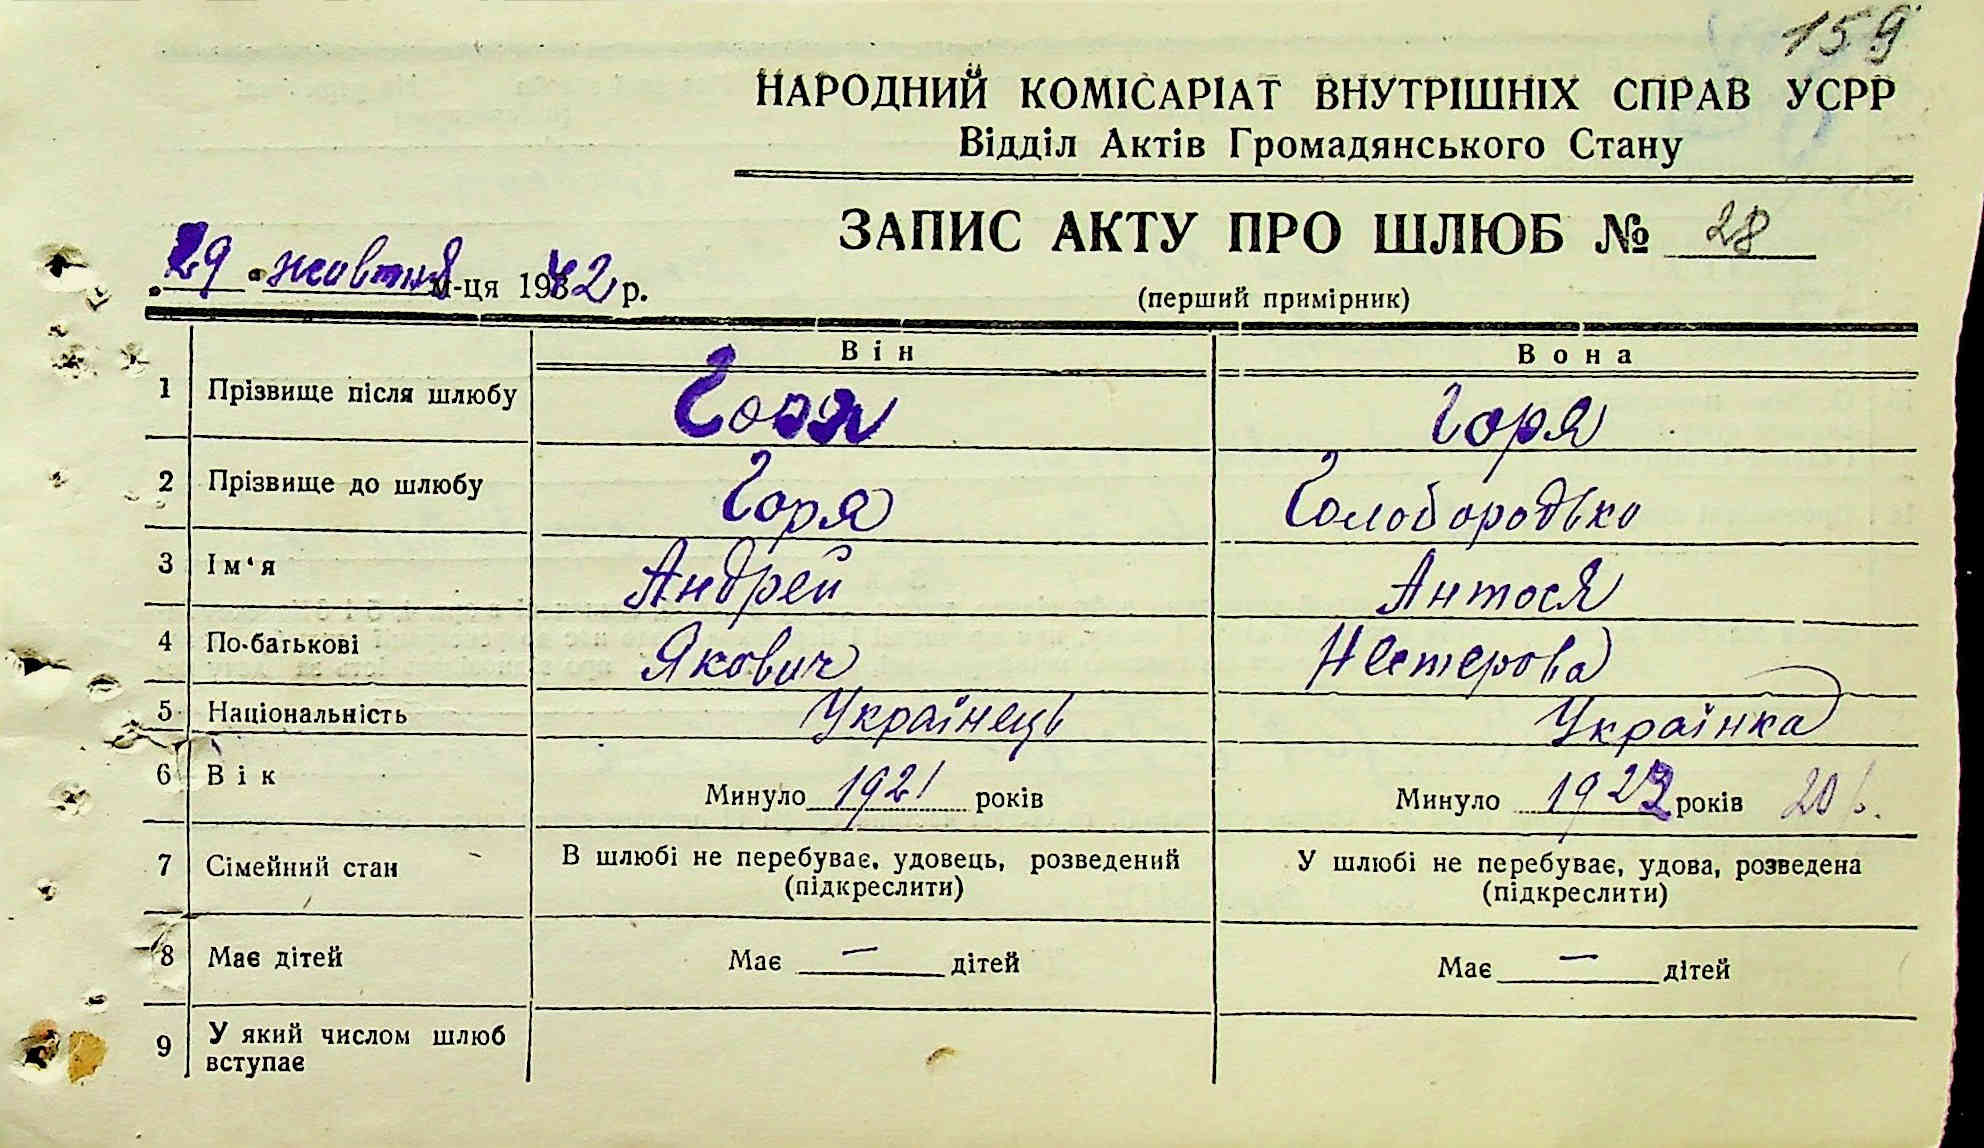 159
НАРОДНИЙ КОМІСАРІАТ ВНУТРІШНІХ СПРАВ УСРР
Відділ Актів Громадянського Стану
ЗАПИС АКТУ ПРО ШЛЮБ № 28
29 жовтня м-ця 1942 р.
(перший примірник)
Він Вона
1 Прізвище після шлюбу Горя Горя
2 Прізвище до шлюбу Горя Голобородько
3 Ім'я Андрей Антося
4 По-батькові Якович Нестерова
5 Національність Українець Українка
6 Вік Минуло 1921 років Минуло 1922 років 20 р.
7 Сімейний стан В шлюбі не перебуває, удовець, розведений (підкреслити) У шлюбі не перебуває, удова, розведена (підкреслити)
8 Має дітей Має — дітей Має — дітей
9 У який числом шлюб вступає